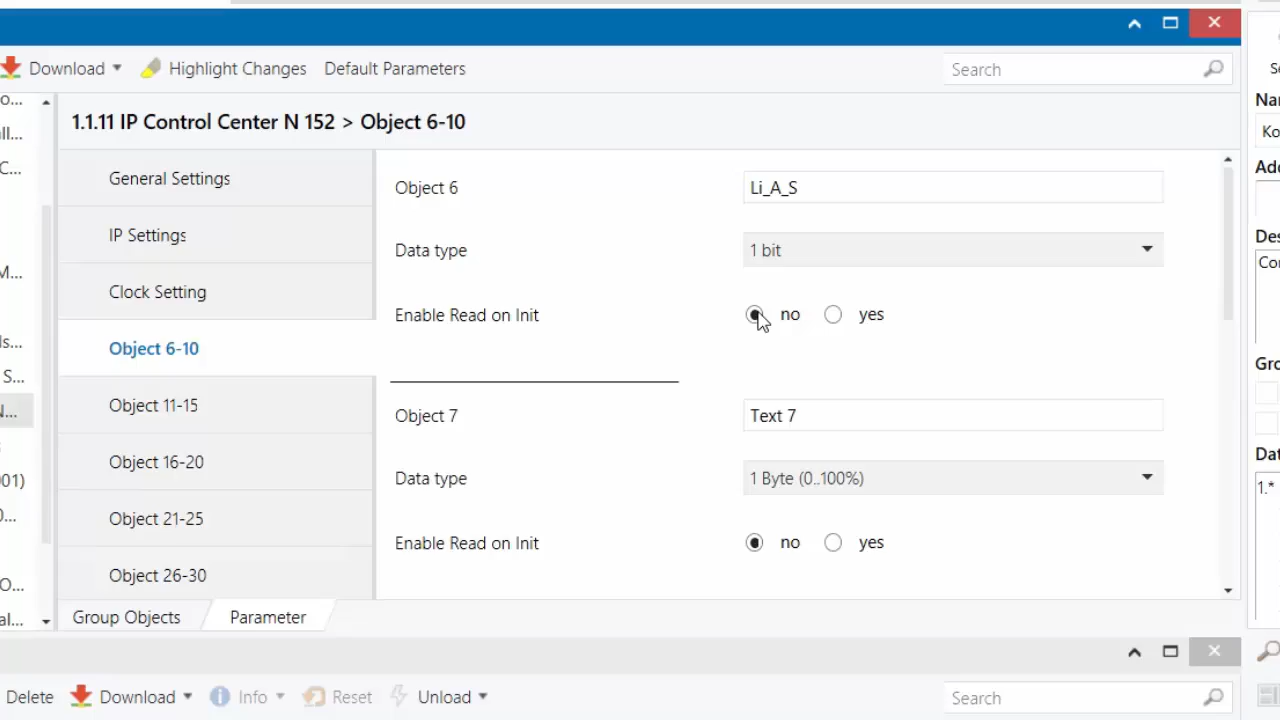 Download
Highlight Changes
Default Parameters
Search
1.1.11 IP Control Center N 152 > Object 6-10
General Settings
IP Settings
Clock Setting
Object 6-10
Object 11-15
Object 16-20
Object 21-25
Object 26-30
Object 6
Li_A_S
Data type
1 bit
Enable Read on Init
no
yes
Object 7
Text 7
Data type
1 Byte (0..100%)
Enable Read on Init
no
yes
Group Objects
Parameter
Delete
Download
Info
Reset
Unload
Search
1.*